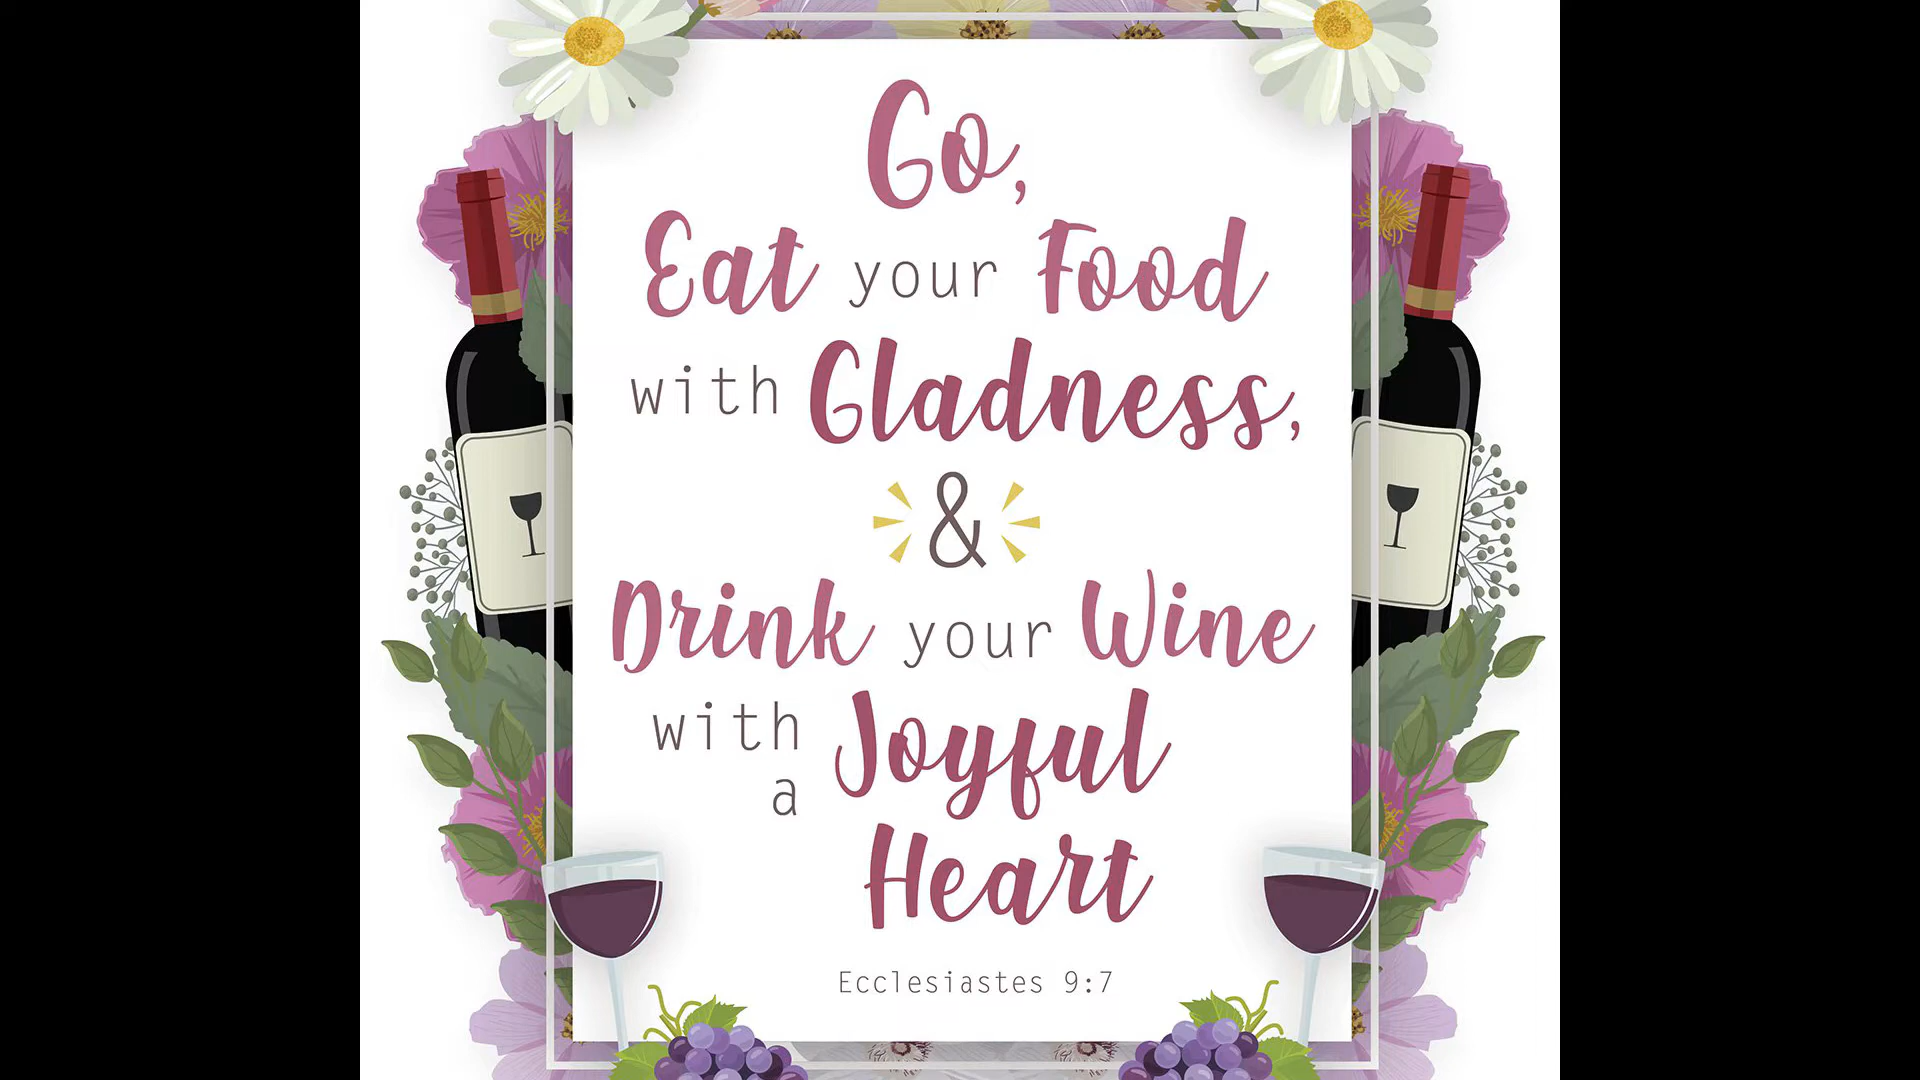 Go,
Eat your Food
with Gladness,
&
Drink your Wine
with a Joyful
Heart
Ecclesiastes 9:7